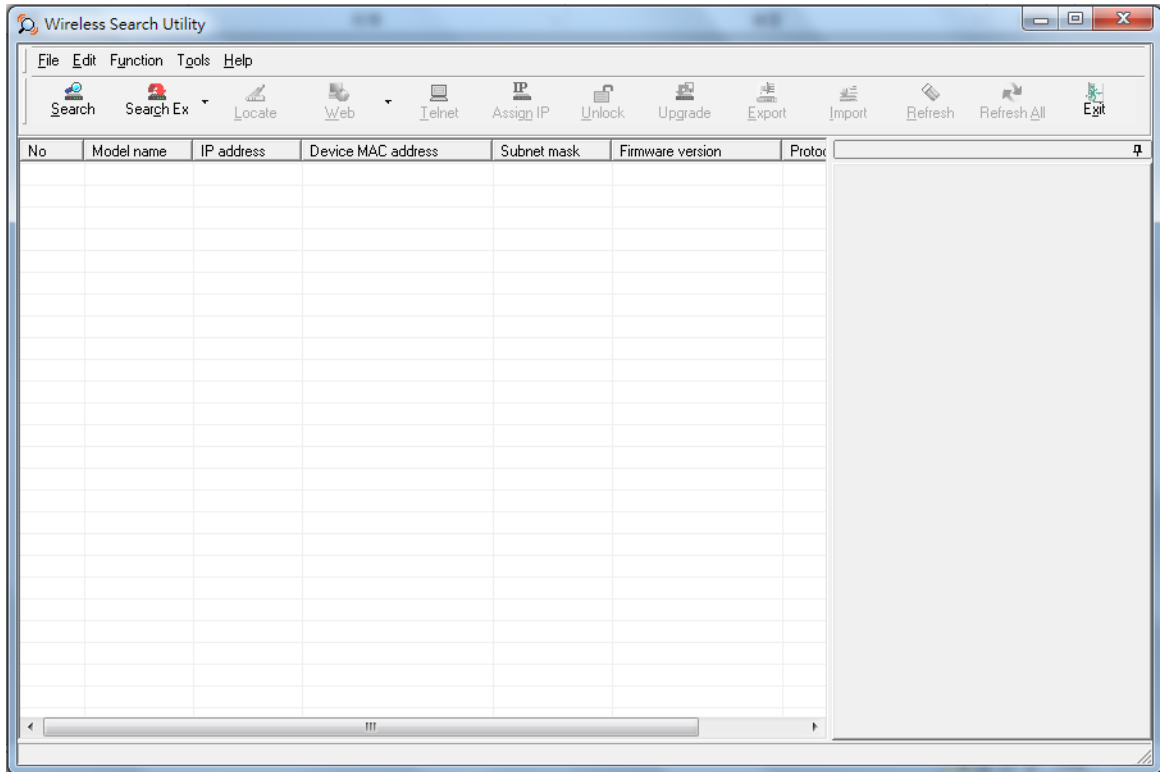 Wireless Search Utility
File Edit Function Tools Help
Search Search Ex Locate Web Telnet Assign IP Unlock Upgrade Export Import Refresh Refresh All Exit
No Model name IP address Device MAC address Subnet mask Firmware version Protoc